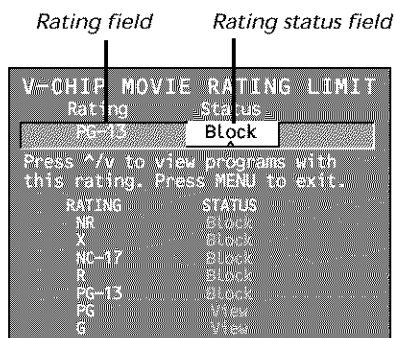 Rating field Rating status field
V-CHIP MOVIE RATING LIMIT
Rating Status
PG-13 Block
Press ^/v to view programs with
this rating. Press MENU to exit.
RATING STATUS
NR Block
X Block
NC-17 Block
R Block
PG-13 Block
PG View
G View